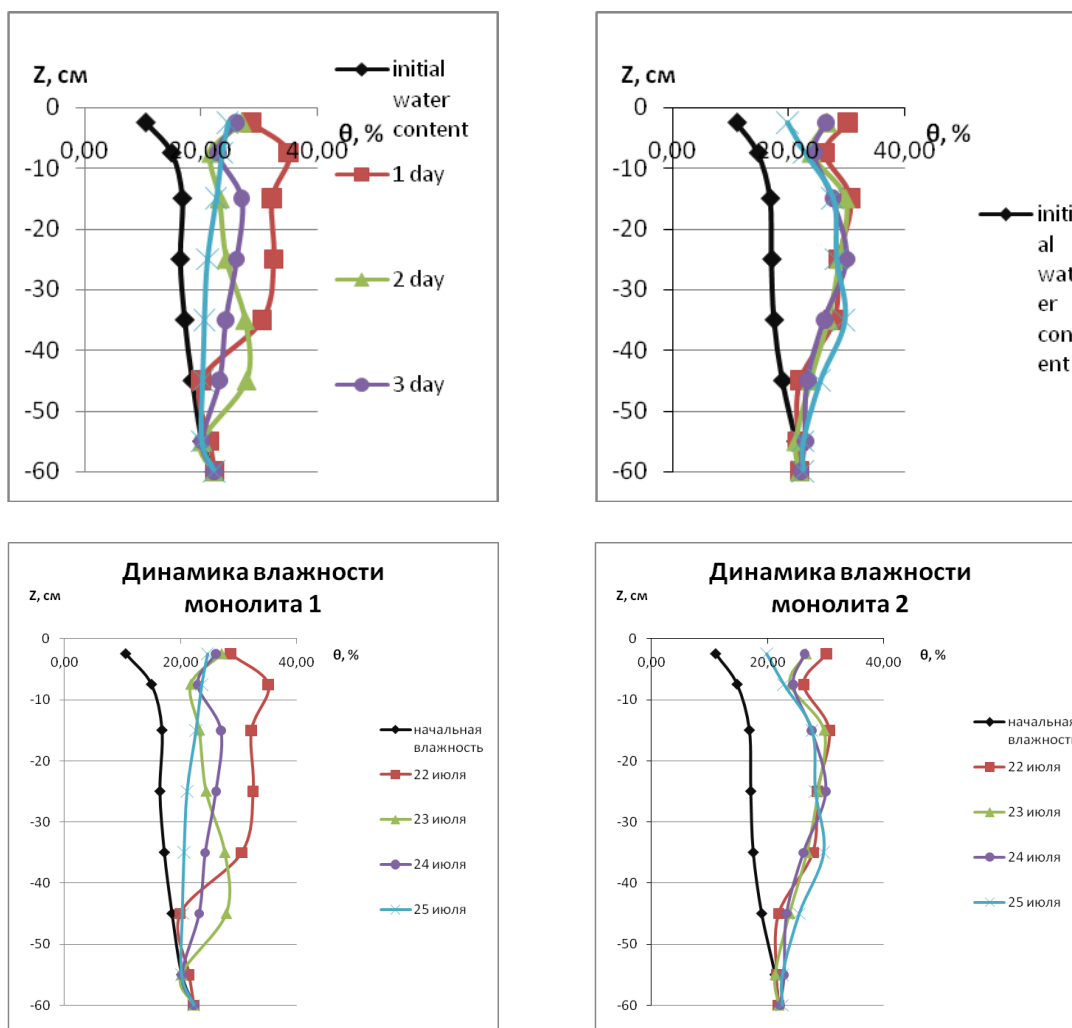 Z, см
initial
water
content
0
θ, %
0,00
20,00
40,00
-10
1 day
-20
2 day
-30
-40
3 day
-50
-60
Z, см
0
θ, %
0,00
20,00
40,00
-10
-20
initi
al
wat
er
con
ent
-30
-40
-50
-60
Динамика влажности
монолита 1
Z, см
0
0,00
20,00
40,00
θ, %
-10
начальная
влажность
-20
22 июля
-30
23 июля
-40
24 июля
25 июля
-50
-60
Динамика влажности
монолита 2
Z, см
0
0,00
20,00
40,00
θ, %
-10
начальная
влажность
-20
22 июля
-30
23 июля
-40
24 июля
25 июля
-50
-60